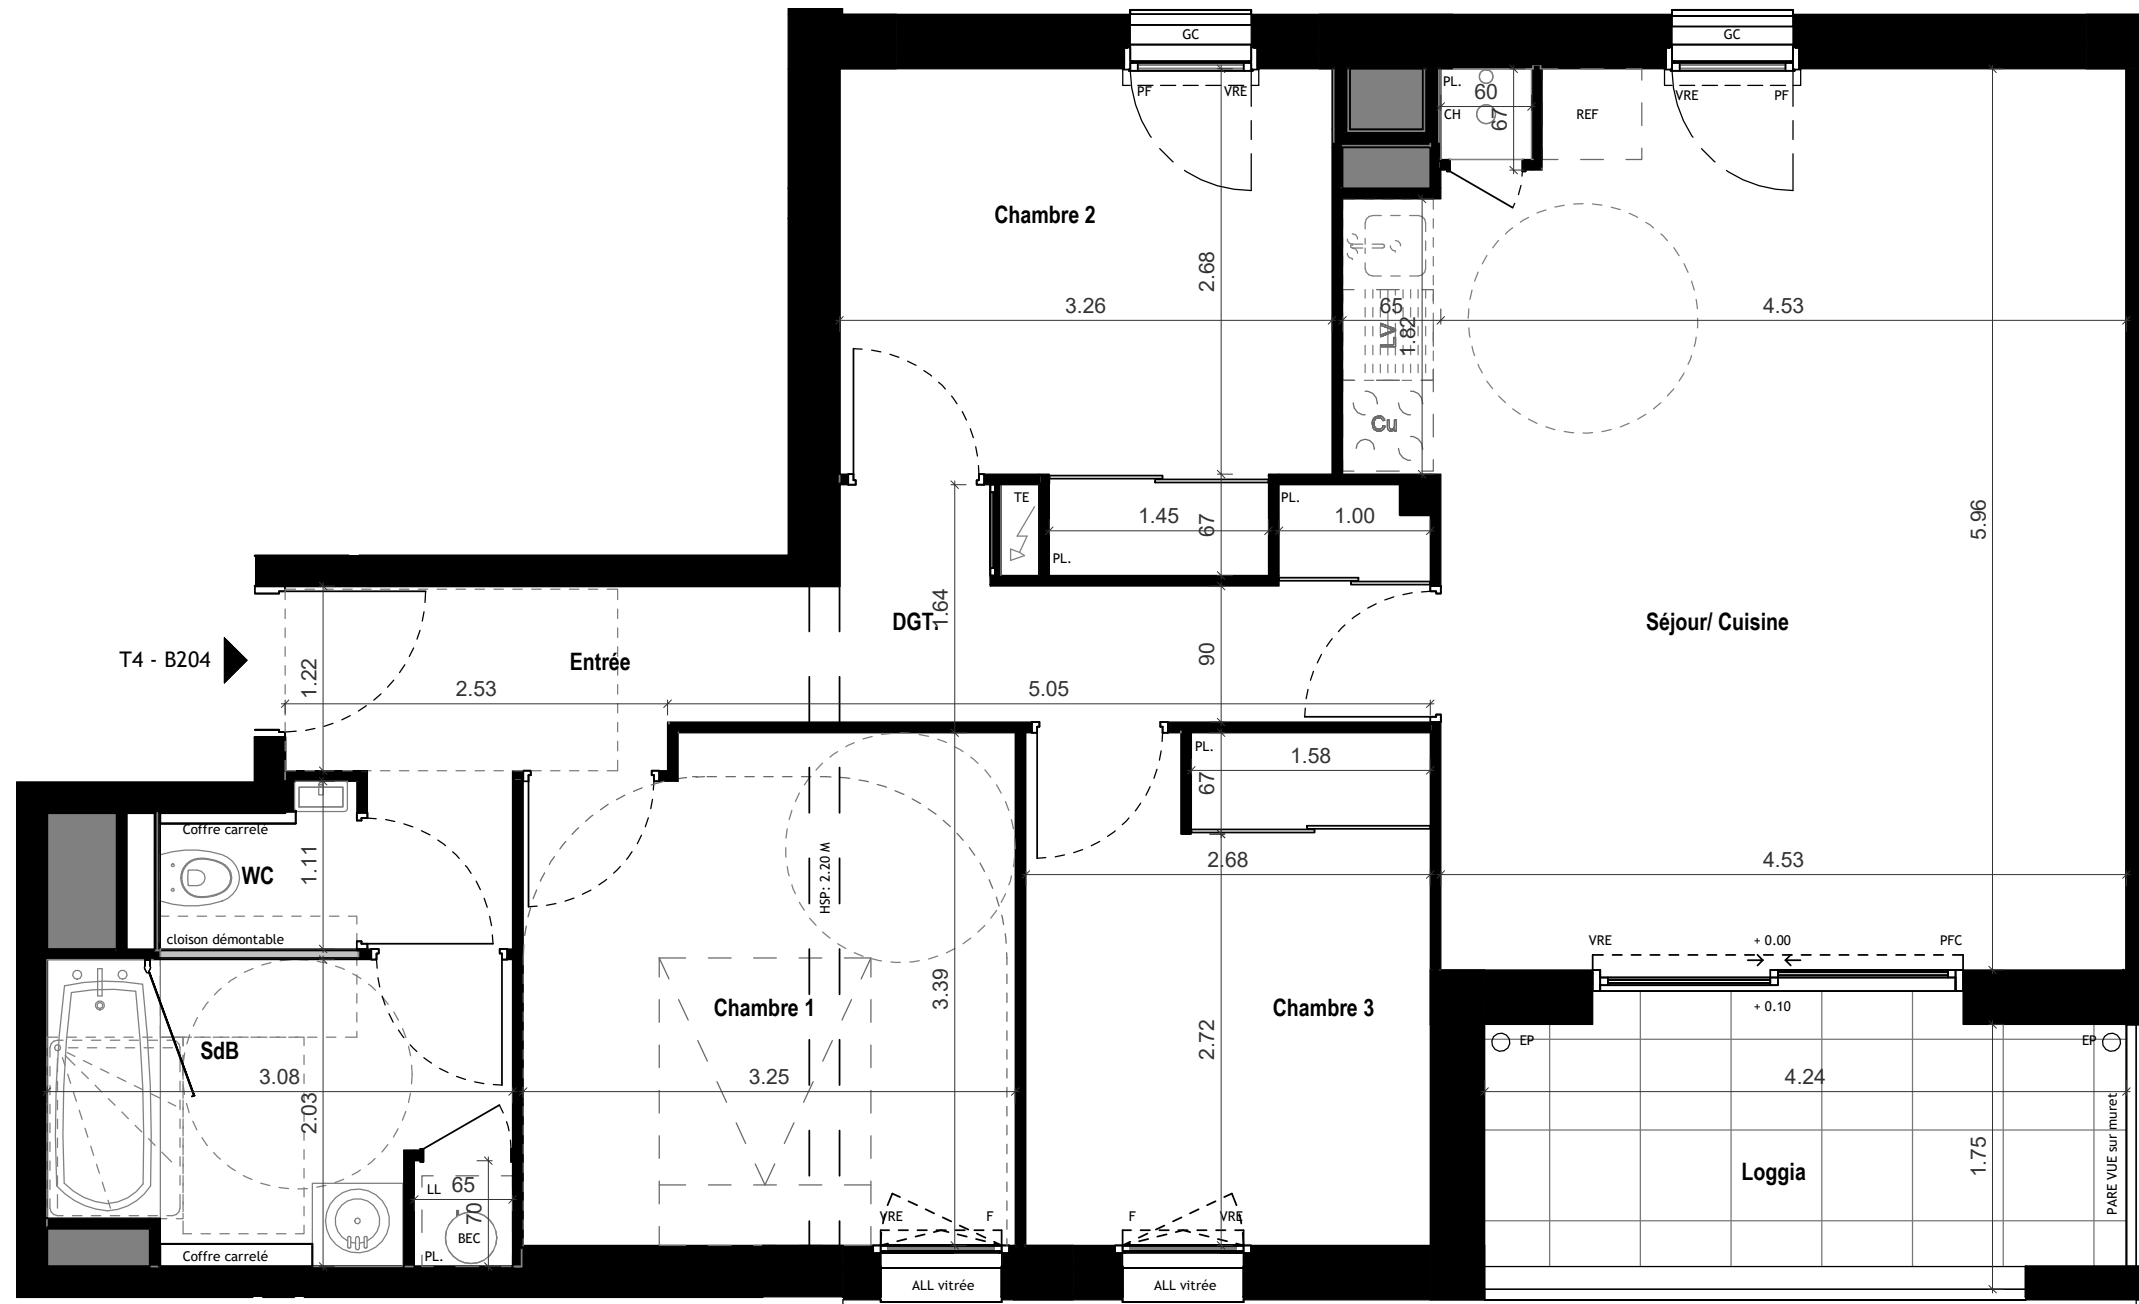 GC
GC
PF
VRE
PL.
60
CH
67
REF
VRE
PF
Chambre 2
2.68
3.26
65
LV
1.82
4.53
Cu
5.96
TE
1.45
67
PL.
PL.
1.00
DGT.
1.64
Séjour/ Cuisine
T4 - B204
Entrée
1.22
90
2.53
5.05
PL.
1.58
67
Coffre carrelé
WC
1.11
HSP: 2.20 M
2.68
4.53
cloison démontable
VRE
+ 0.00
PFC
Chambre 1
3.39
Chambre 3
+ 0.10
SdB
2.72
EP
EP
3.08
2.03
3.25
4.24
PARE VUE sur muret
Loggia
1.75
LL
65
70
BEC
PL.
VRE
F
F
VRE
Coffre carrelé
ALL vitrée
ALL vitrée